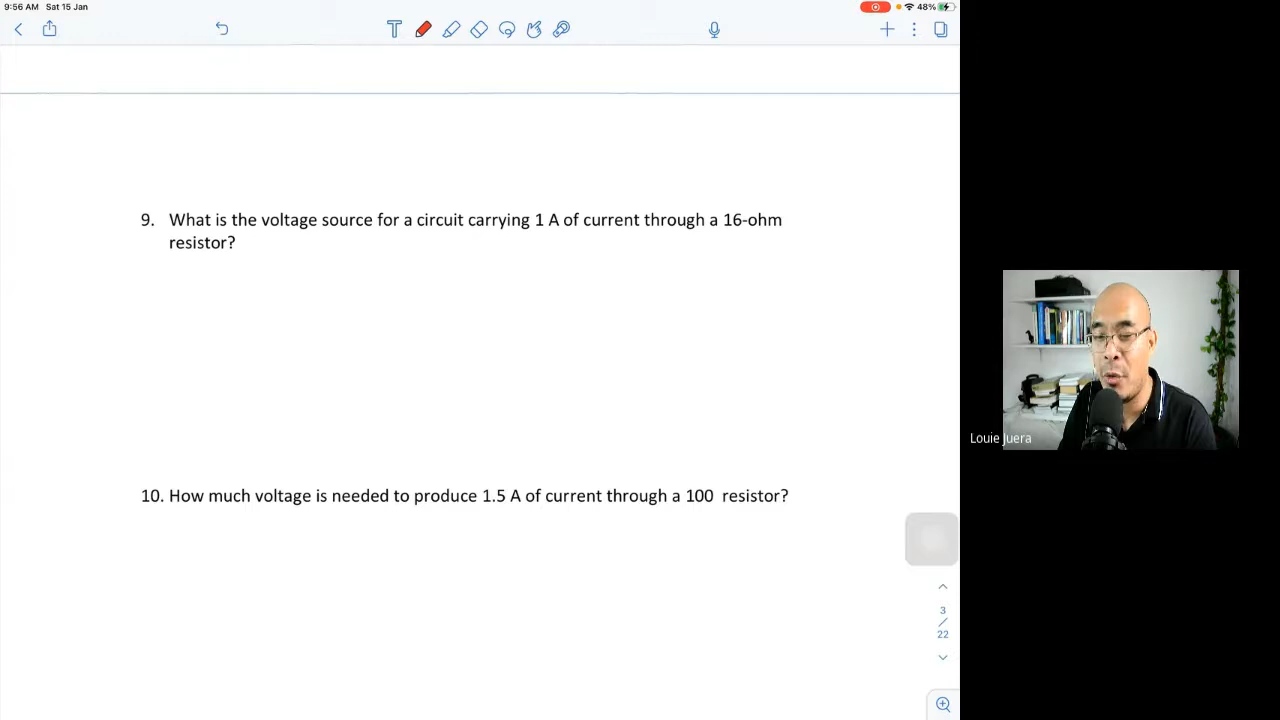 9:56 AM Sat 15 Jan
48%
T
9. What is the voltage source for a circuit carrying 1 A of current through a 16-ohm
resistor?
Louie Juera
10. How much voltage is needed to produce 1.5 A of current through a 100 resistor?
3
/
22